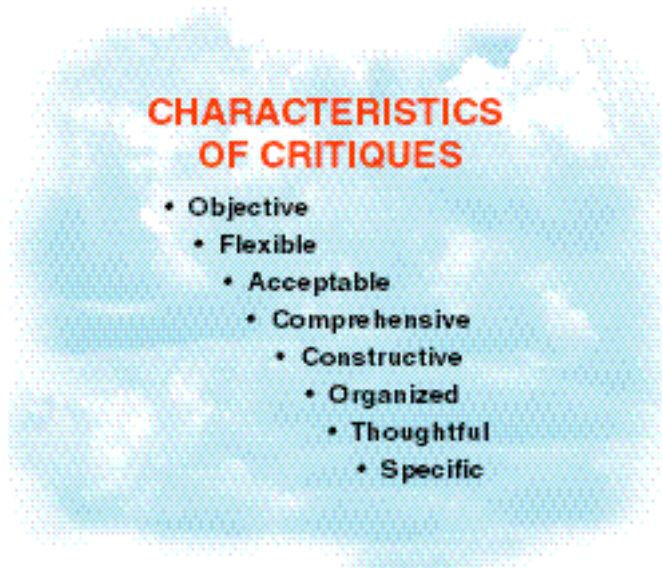 CHARACTERISTICS
OF CRITIQUES
• Objective
• Flexible
• Acceptable
• Comprehensive
• Constructive
• Organized
• Thoughtful
• Specific